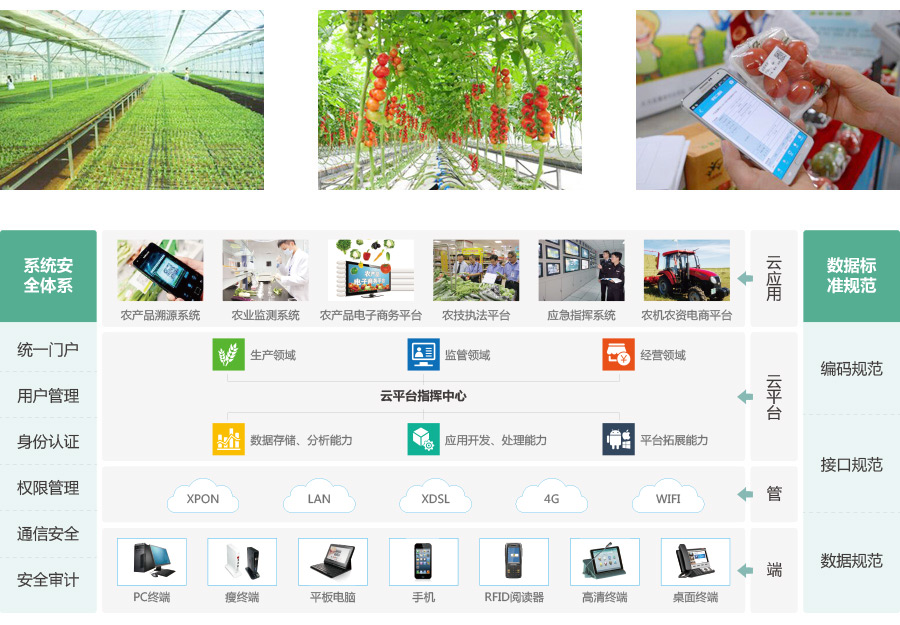 系统安
全体系
统一门户
用户管理
身份认证
权限管理
通信安全
安全审计
农产品
电子商务平台
农产品溯源系统
农业监测系统
农产品电子商务平台
农技执法平台
应急指挥系统
农机农资电商平台
云应用
生产领域
监管领域
经营领域
云平台指挥中心
数据存储、分析能力
应用开发、处理能力
平台拓展能力
云平台
XPON
LAN
XDSL
4G
WIFI
管
PC终端
瘦终端
平板电脑
手机
RFID阅读器
高清终端
桌面终端
端
数据标
准规范
编码规范
接口规范
数据规范